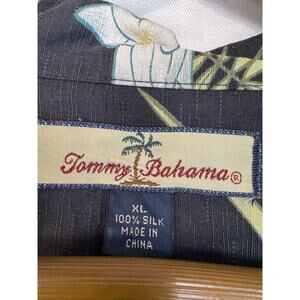 Tommy Bahama®
XL
100% SILK
MADE IN
CHINA